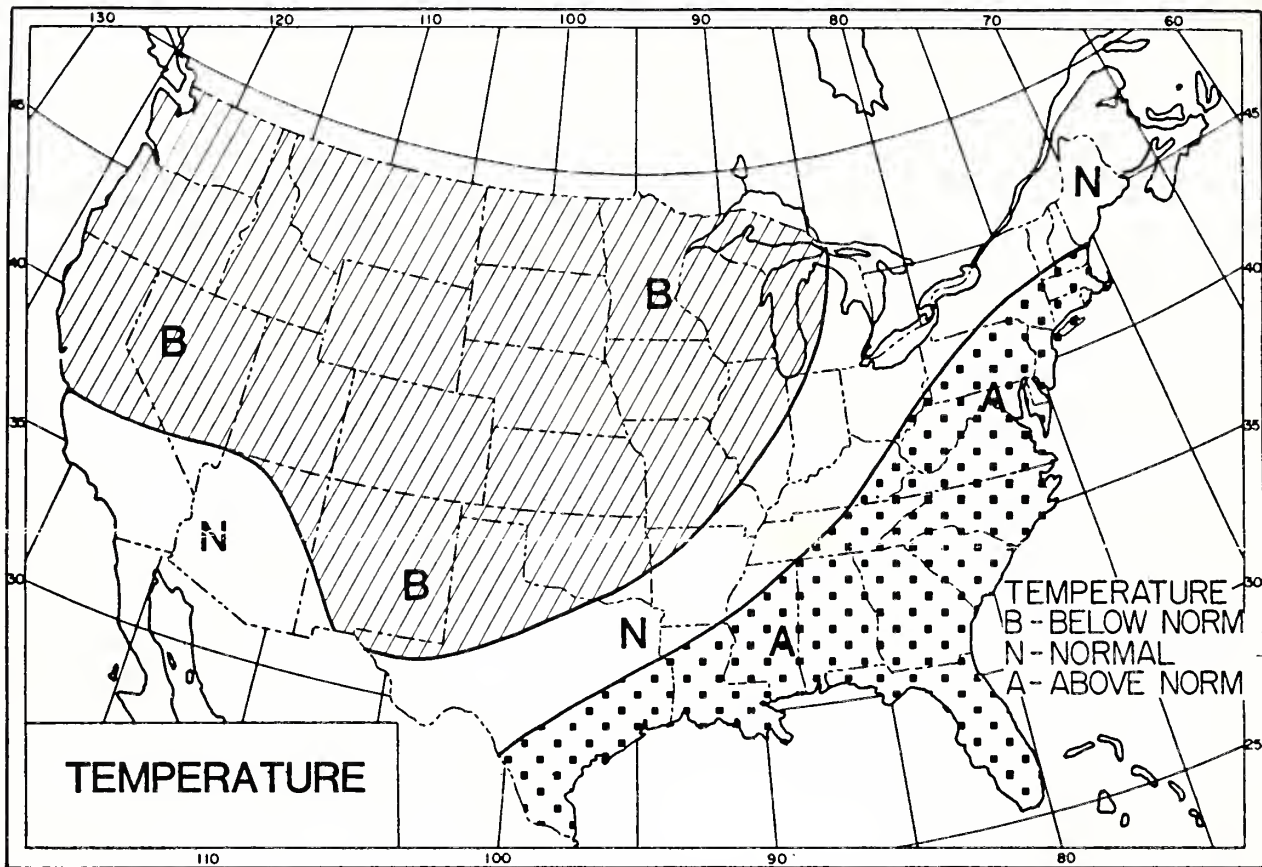 130 120 110 100 90 80 70 60
45 45
N
40 B 40
B
A
35 35
N
B
30 N 30
A
TEMPERATURE
B-BELOW NORM
N-NORMAL
A-ABOVE NORM
25
TEMPERATURE
110 100 90 80